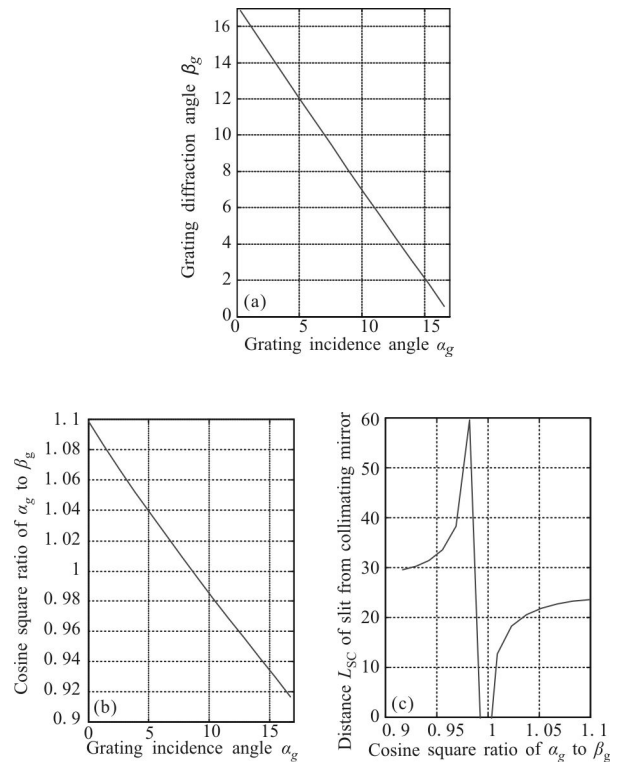 Grating diffraction angle βg
16
14
12
10
8
6
4
2
0
(a)
0 5 10 15
Grating incidence angle αg
Cosine square ratio of αg to βg
1.1
1.08
1.06
1.04
1.02
1
0.98
0.96
0.94
0.92
0.9
(b)
0 5 10 15
Grating incidence angle αg
Distance LSC of slit from collimating mirror
60
50
40
30
20
10
0
(c)
0.9 0.95 1 1.05 1.1
Cosine square ratio of αg to βg